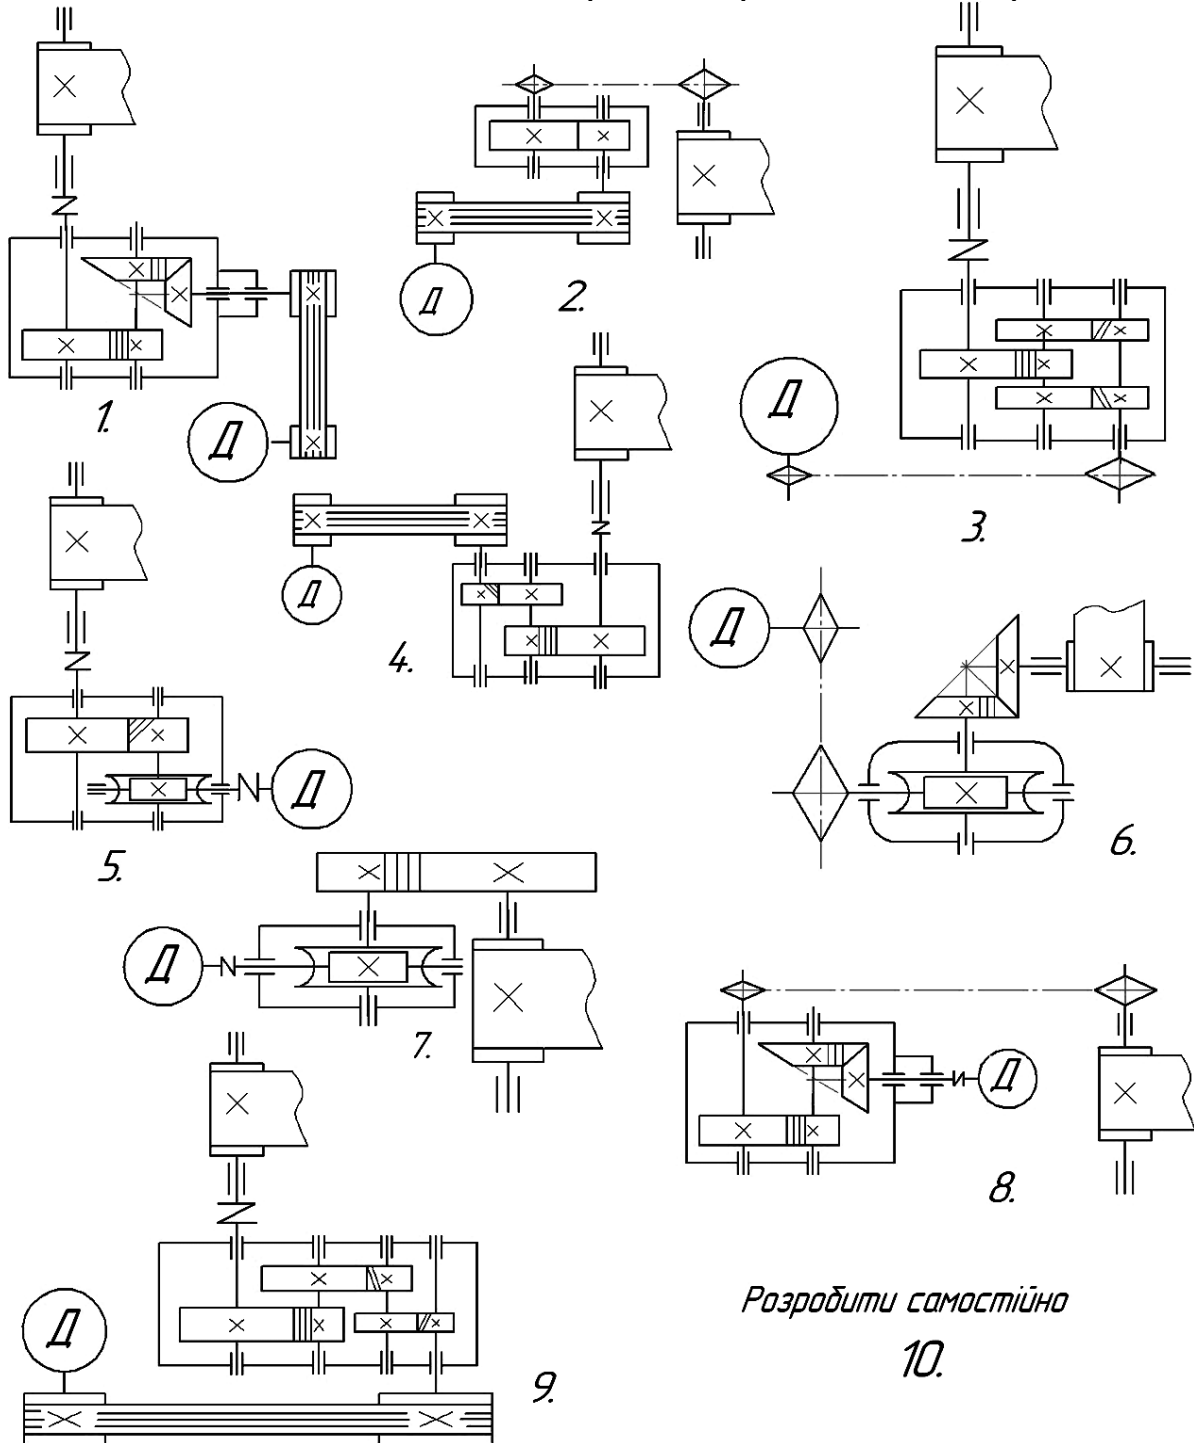 Д
2.
Д
1.
Д
Д
3.
Д
4.
Д
Д
5.
6.
Д
7.
Д
8.
Д
9.
Розробити самостійно
10.